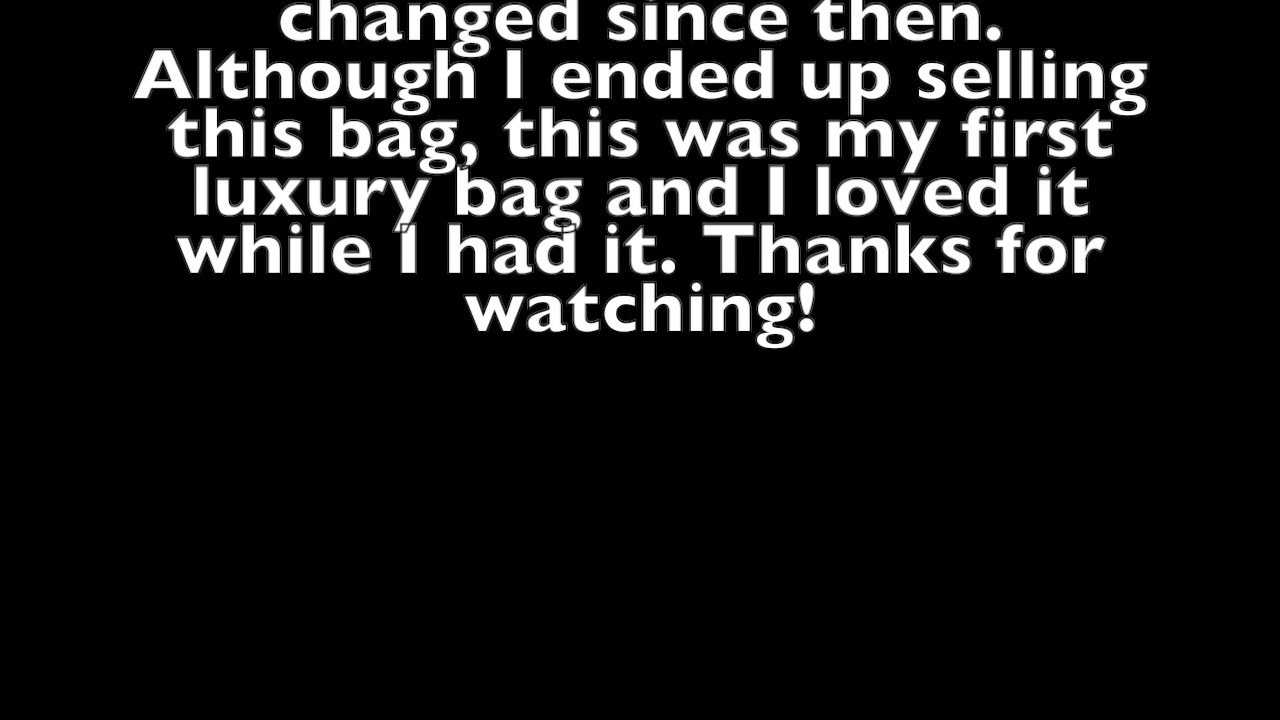 changed since then.
Although I ended up selling
this bag, this was my first
luxury bag and I loved it
while I had it. Thanks for
watching!